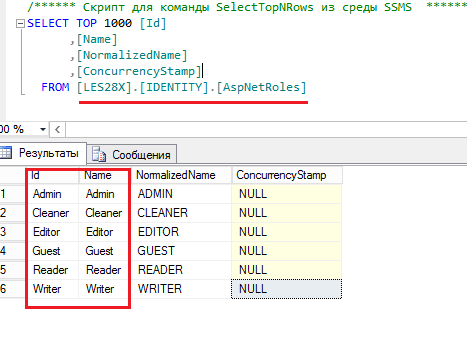 /****** Скрипт для команды SelectTopNRows из среды SSMS ******
SELECT TOP 1000 [Id]
,[Name]
,[NormalizedName]
,[ConcurrencyStamp]
FROM [LES28X].[IDENTITY].[AspNetRoles]
00 %
Результаты Сообщения
Id Name NormalizedName ConcurrencyStamp
1 Admin Admin ADMIN NULL
2 Cleaner Cleaner CLEANER NULL
3 Editor Editor EDITOR NULL
4 Guest Guest GUEST NULL
5 Reader Reader READER NULL
6 Writer Writer WRITER NULL